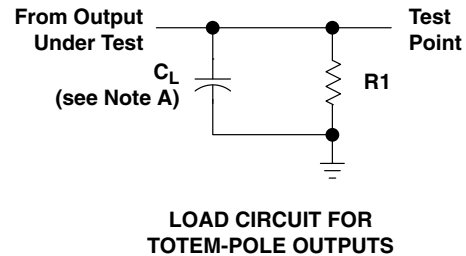 From Output
Under Test
Test
Point
CL
(see Note A)
R1
LOAD CIRCUIT FOR
TOTEM-POLE OUTPUTS